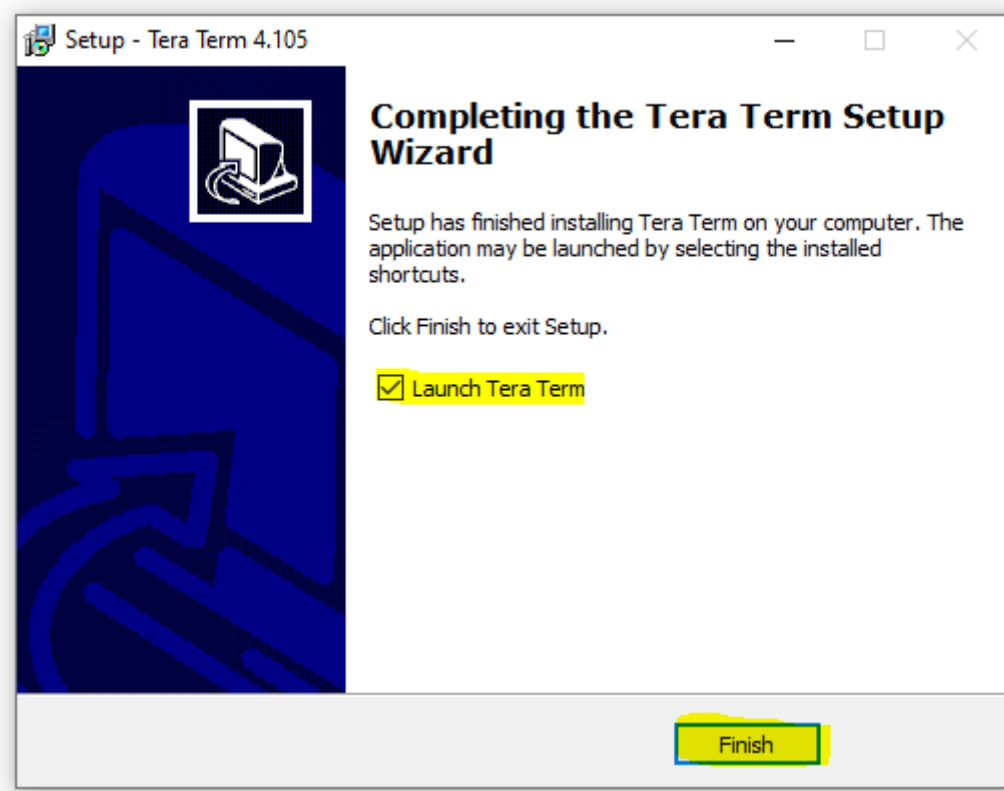 Setup - Tera Term 4.105
Completing the Tera Term Setup
Wizard
Setup has finished installing Tera Term on your computer. The
application may be launched by selecting the installed
shortcuts.
Click Finish to exit Setup.
Launch Tera Term
Finish